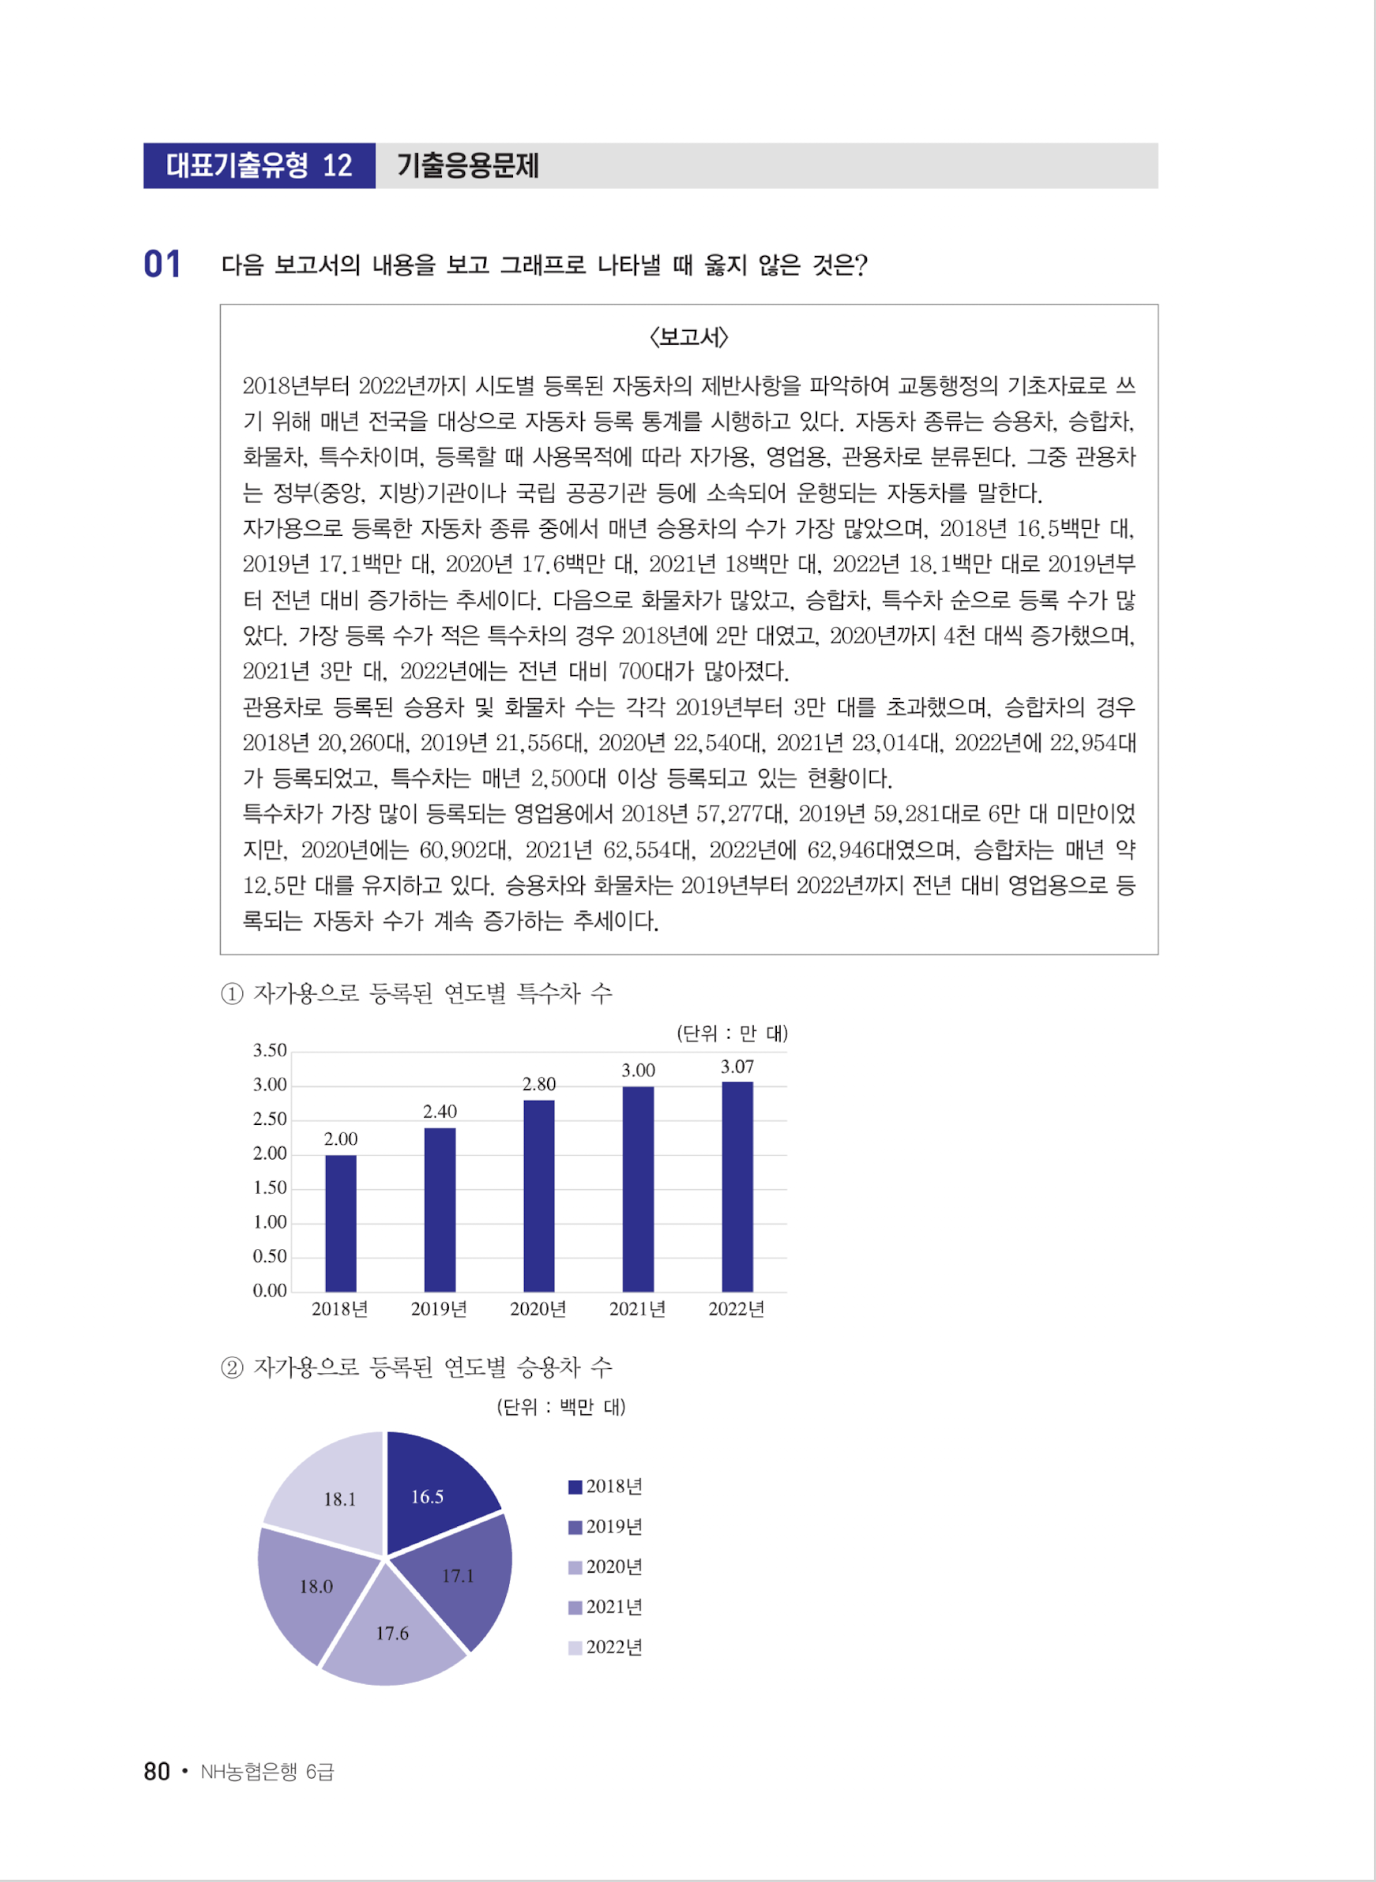 대표기출유형 12 기출응용문제
01 다음 보고서의 내용을 보고 그래프로 나타낼 때 옳지 않은 것은?
〈보고서〉
2018년부터 2022년까지 시도별 등록된 자동차의 제반사항을 파악하여 교통행정의 기초자료로 쓰
기 위해 매년 전국을 대상으로 자동차 등록 통계를 시행하고 있다. 자동차 종류는 승용차, 승합차,
화물차, 특수차이며, 등록할 때 사용목적에 따라 자가용, 영업용, 관용차로 분류된다. 그중 관용차
는 정부(중앙, 지방)기관이나 국립 공공기관 등에 소속되어 운행되는 자동차를 말한다.
자가용으로 등록한 자동차 종류 중에서 매년 승용차의 수가 가장 많았으며, 2018년 16.5백만 대,
2019년 17.1백만 대, 2020년 17.6백만 대, 2021년 18백만 대, 2022년 18.1백만 대로 2019년부
터 전년 대비 증가하는 추세이다. 다음으로 화물차가 많았고, 승합차, 특수차 순으로 등록 수가 많
았다. 가장 등록 수가 적은 특수차의 경우 2018년에 2만 대였고, 2020년까지 4천 대씩 증가했으며,
2021년 3만 대, 2022년에는 전년 대비 700대가 많아졌다.
관용차로 등록된 승용차 및 화물차 수는 각각 2019년부터 3만 대를 초과했으며, 승합차의 경우
2018년 20,260대, 2019년 21,556대, 2020년 22,540대, 2021년 23,014대, 2022년에 22,954대
가 등록되었고, 특수차는 매년 2,500대 이상 등록되고 있는 현황이다.
특수차가 가장 많이 등록되는 영업용에서 2018년 57,277대, 2019년 59,281대로 6만 대 미만이었
지만, 2020년에는 60,902대, 2021년 62,554대, 2022년에 62,946대였으며, 승합차는 매년 약
12.5만 대를 유지하고 있다. 승용차와 화물차는 2019년부터 2022년까지 전년 대비 영업용으로 등
록되는 자동차 수가 계속 증가하는 추세이다.
① 자가용으로 등록된 연도별 특수차 수
(단위 : 만 대)
3.50
3.00
2.50
2.00
1.50
1.00
0.50
0.00
2.00
2.40
2.80
3.00
3.07
2018년 2019년 2020년 2021년 2022년
② 자가용으로 등록된 연도별 승용차 수
(단위 : 백만 대)
16.5
17.1
17.6
18.0
18.1
2018년
2019년
2020년
2021년
2022년
80 • NH농협은행 6급